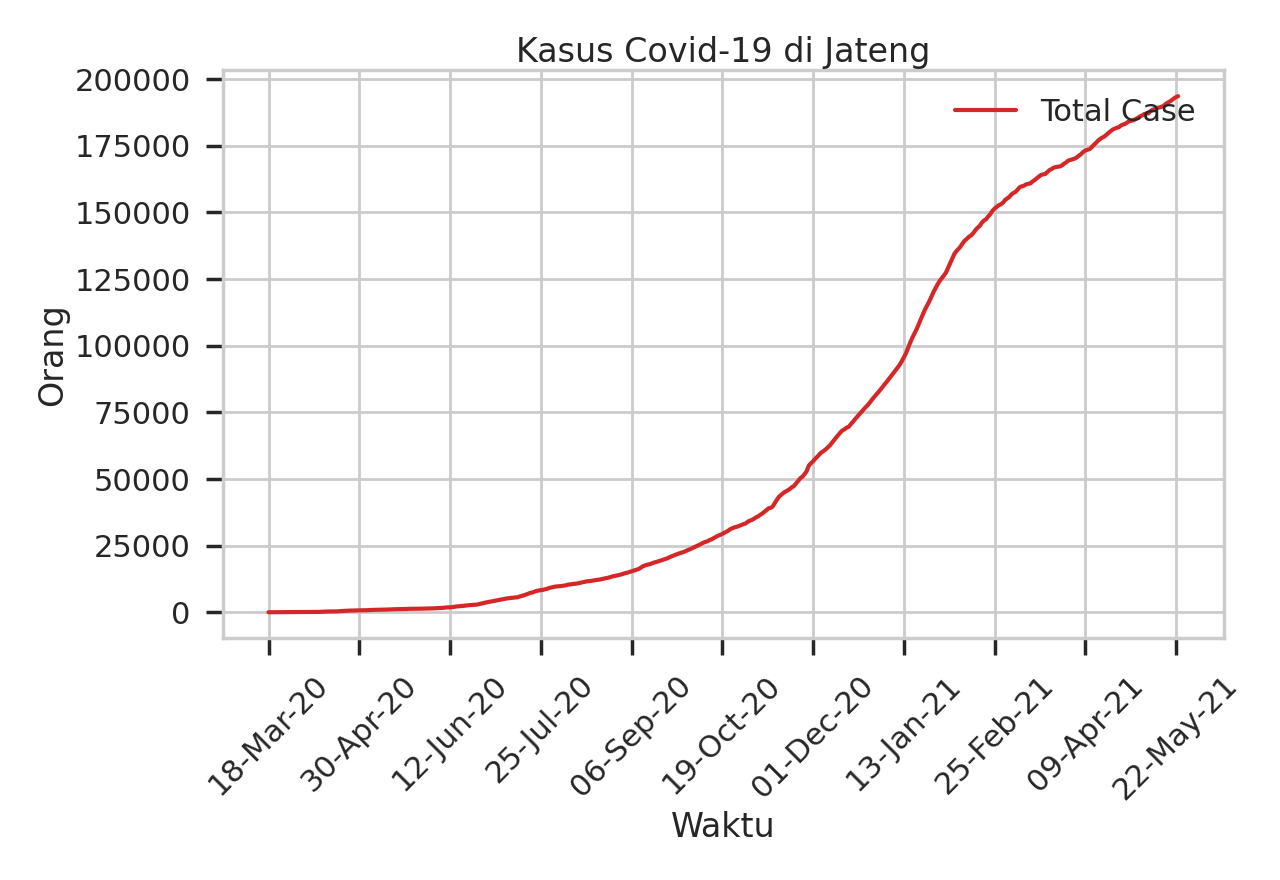 Kasus Covid-19 di Jateng
Total Case
200000
175000
150000
125000
100000
75000
50000
25000
0
Orang
18-Mar-20
30-Apr-20
12-Jun-20
25-Jul-20
06-Sep-20
19-Oct-20
01-Dec-20
13-Jan-21
25-Feb-21
09-Apr-21
22-May-21
Waktu